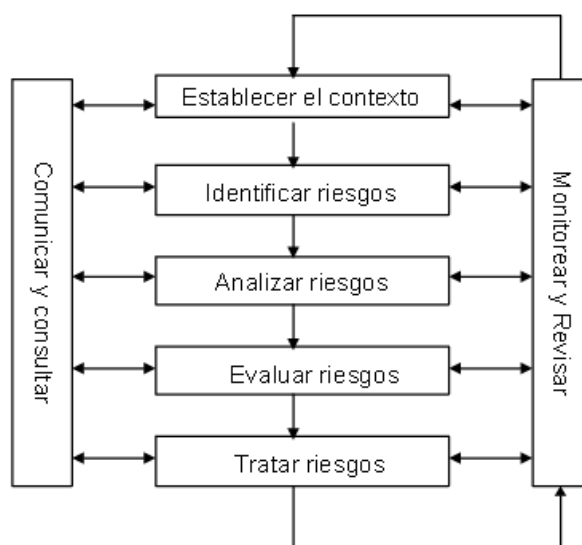 Establecer el contexto
Identificar riesgos
Analizar riesgos
Evaluar riesgos
Tratar riesgos
Comunicar y consultar
Monitorear y Revisar